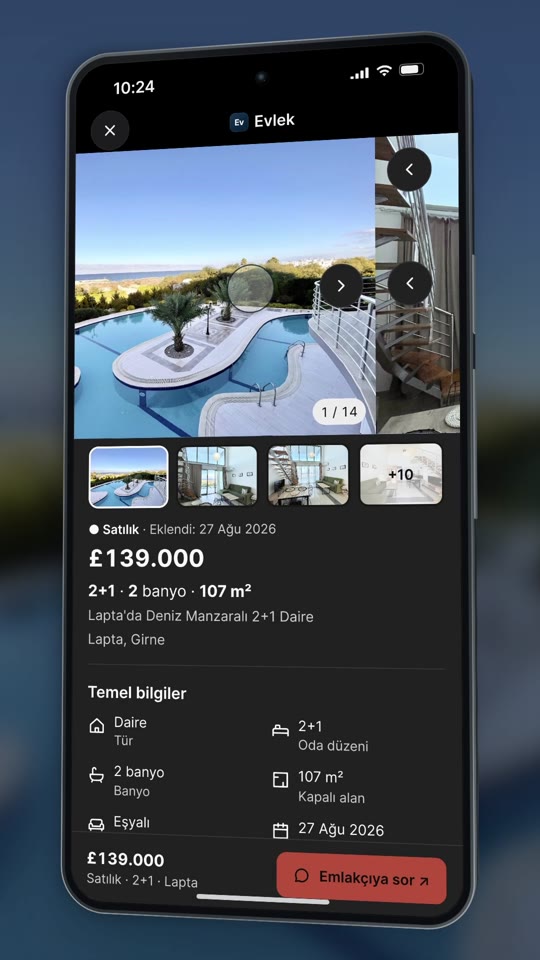 10:24
Ev Evlek
1 / 14
+10
Satılık · Eklendi: 27 Ağu 2026
£139.000
2+1 · 2 banyo · 107 m²
Lapta'da Deniz Manzaralı 2+1 Daire
Lapta, Girne
Temel bilgiler
Daire
Tür
2+1
Oda düzeni
2 banyo
Banyo
107 m²
Kapalı alan
Eşyalı
27 Ağu 2026
£139.000
Satılık · 2+1 · Lapta
Emlakçıya sor ↗